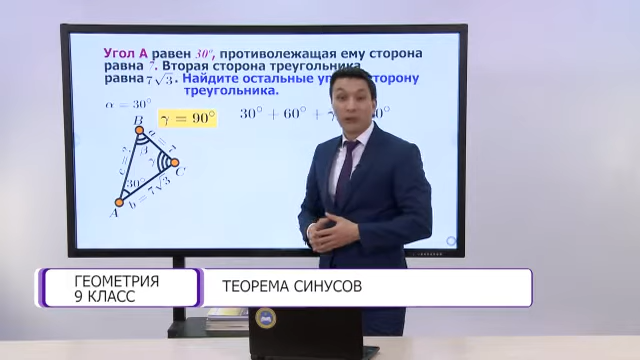 Угол A равен 30°, противолежащая ему сторона
равна 7. Вторая сторона треугольника
равна 7√3. Найдите остальные сторону
треугольника.
α = 30°
γ = 90°
30° + 60° + γ
B
a = 7
c = ?
β
γ
C
30°
b = 7√3
A
ГЕОМЕТРИЯ
9 КЛАСС
ТЕОРЕМА СИНУСОВ